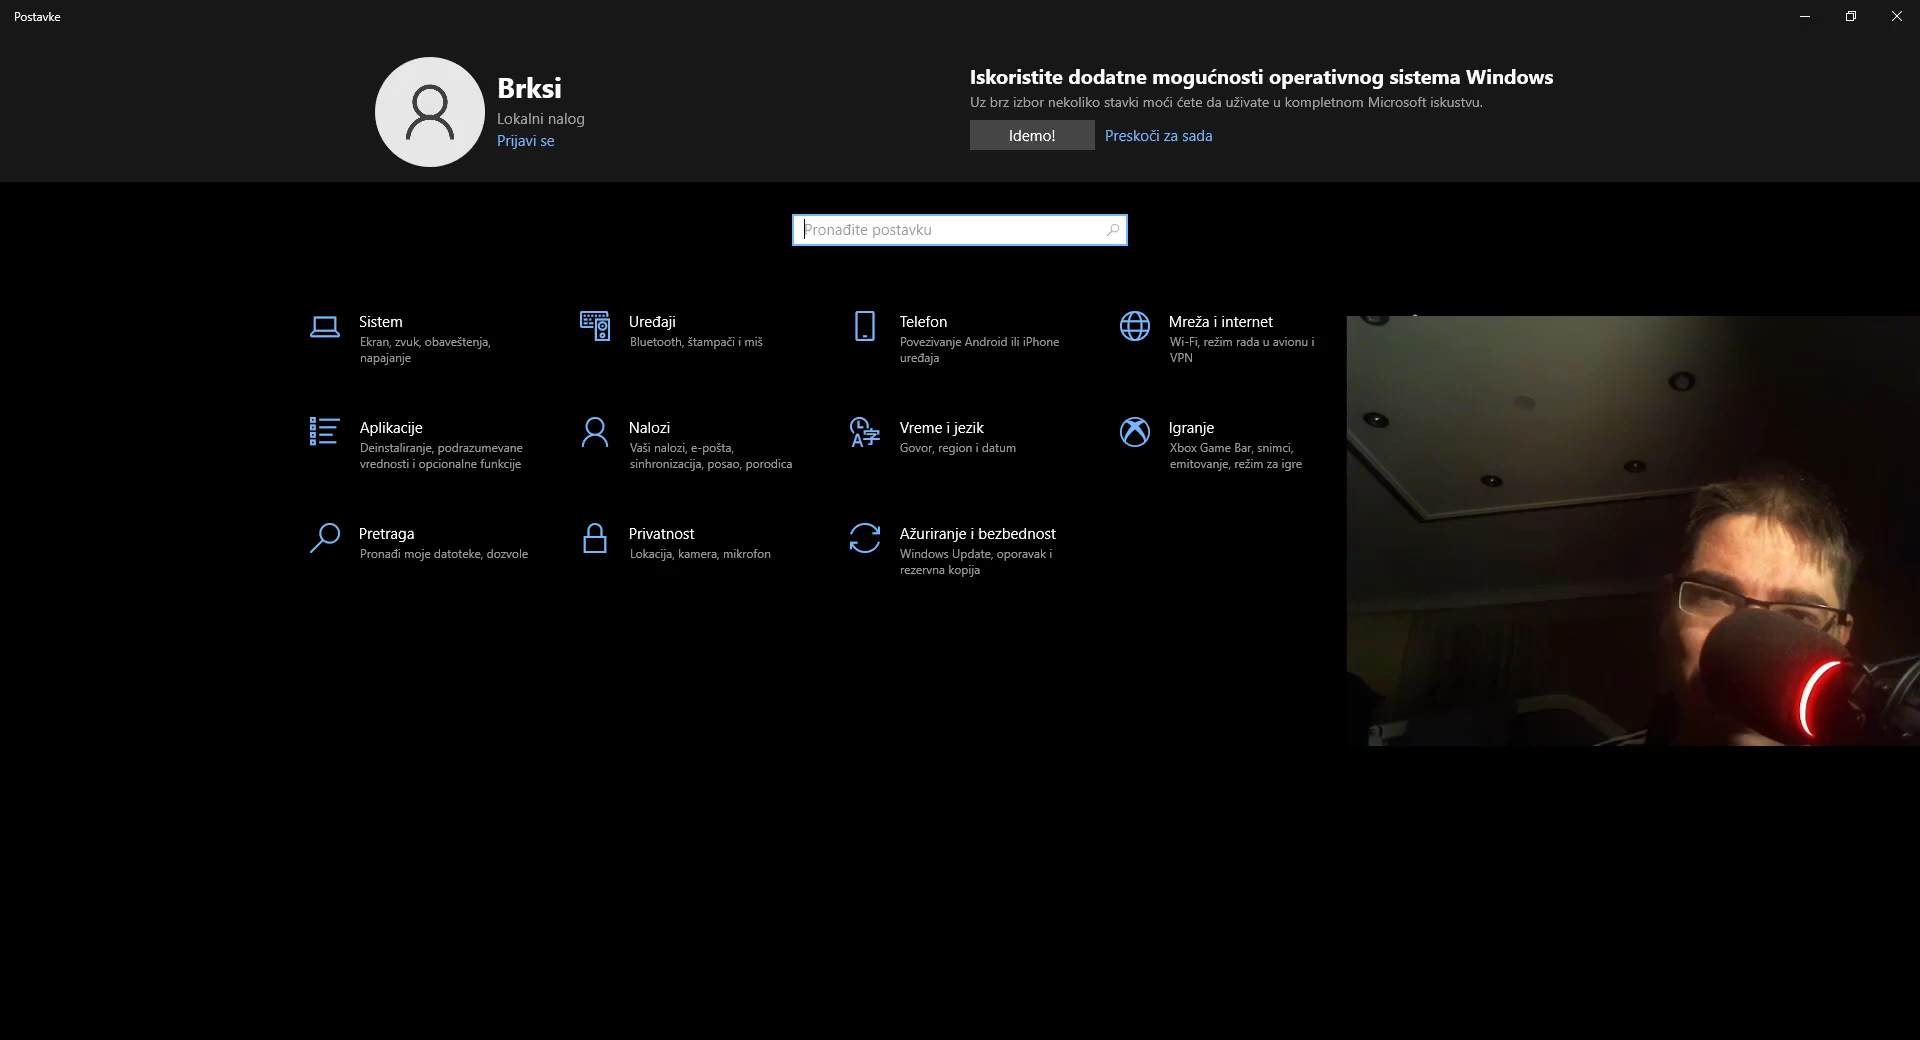 Postavke
Brksi
Lokalni nalog
Prijavi se
Iskoristite dodatne mogućnosti operativnog sistema Windows
Uz brz izbor nekoliko stavki moći ćete da uživate u kompletnom Microsoft iskustvu.
Idemo!
Preskoči za sada
Pronađite postavku
Sistem
Ekran, zvuk, obaveštenja,
napajanje
Uređaji
Bluetooth, štampači i miš
Telefon
Povezivanje Android ili iPhone
uređaja
Mreža i internet
Wi-Fi, režim rada u avionu i
VPN
Aplikacije
Deinstaliranje, podrazumevane
vrednosti i opcionalne funkcije
Nalozi
Vaši nalozi, e-pošta,
sinhronizacija, posao, porodica
Vreme i jezik
Govor, region i datum
Igranje
Xbox Game Bar, snimci,
emitovanje, režim za igre
Pretraga
Pronađi moje datoteke, dozvole
Privatnost
Lokacija, kamera, mikrofon
Ažuriranje i bezbednost
Windows Update, oporavak i
rezervna kopija